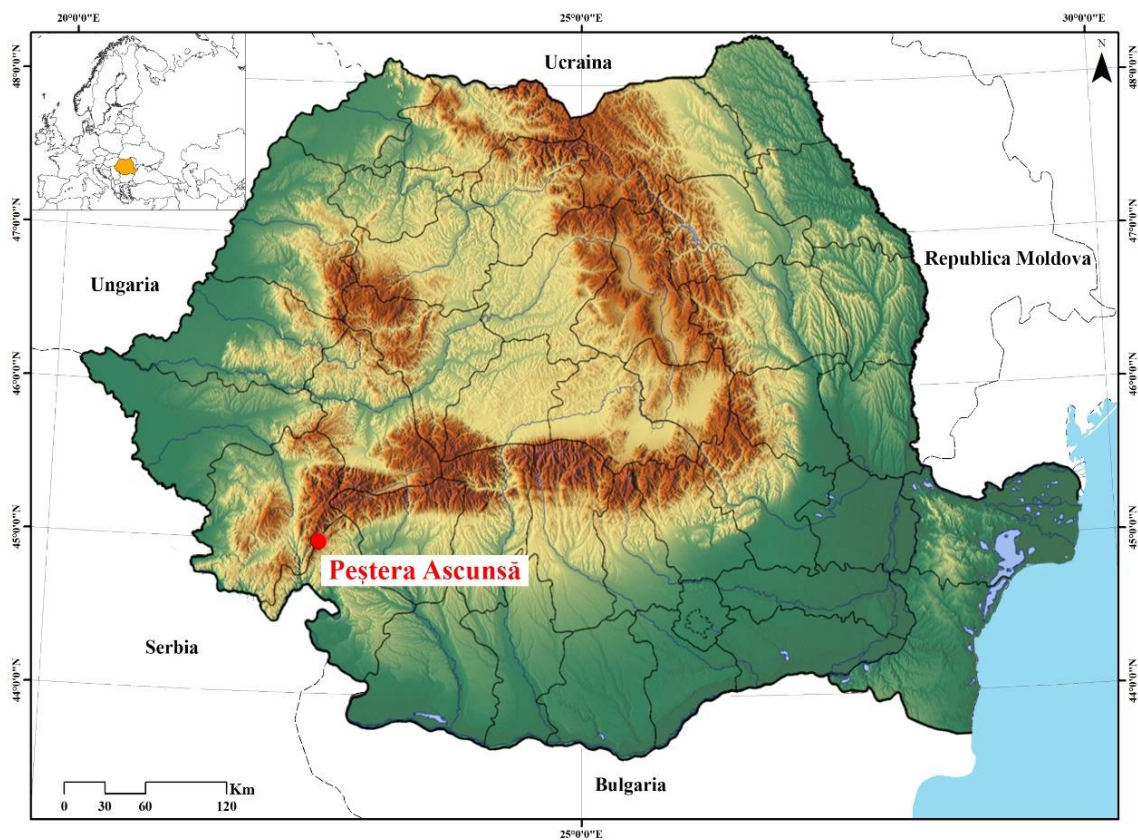 20°0'0"E
25°0'0"E
30°0'0"E
Ucraina
N
48°0'0"N
48°0'0"N
47°0'0"N
47°0'0"N
Republica Moldova
Ungaria
46°0'0"N
46°0'0"N
45°0'0"N
45°0'0"N
Peștera Ascunsă
Serbia
44°0'0"N
44°0'0"N
Bulgaria
Km
0 30 60 120
25°0'0"E